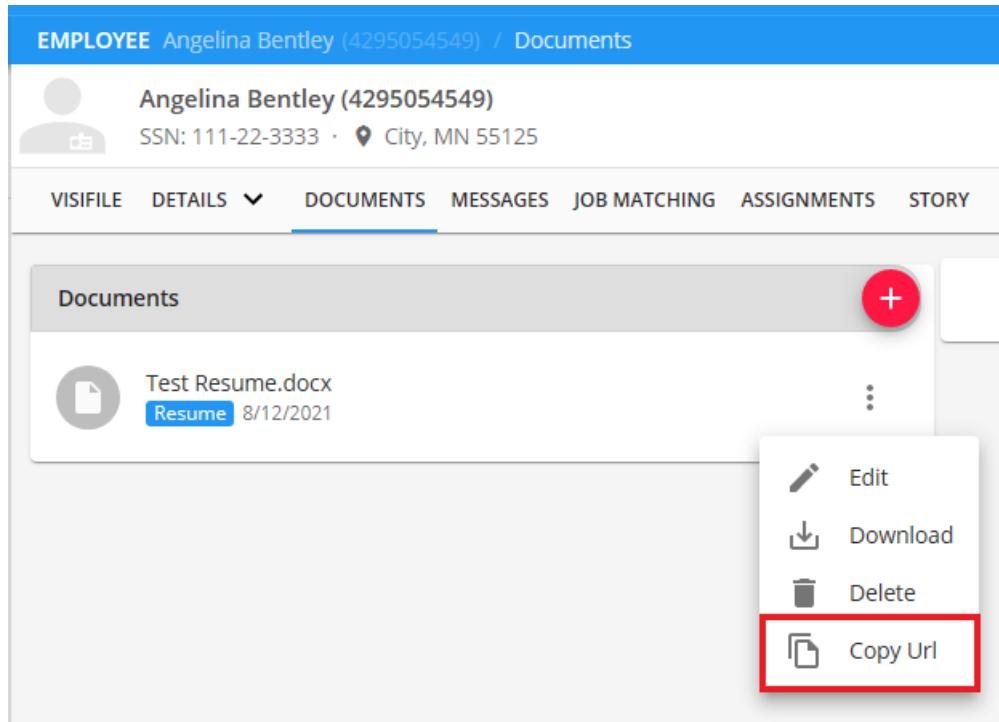 EMPLOYEE Angelina Bentley (4295054549) / Documents
Angelina Bentley (4295054549)
SSN: 111-22-3333 · City, MN 55125
VISIFILE DETAILS DOCUMENTS MESSAGES JOB MATCHING ASSIGNMENTS STORY
Documents
Test Resume.docx
Resume 8/12/2021
Edit
Download
Delete
Copy Url